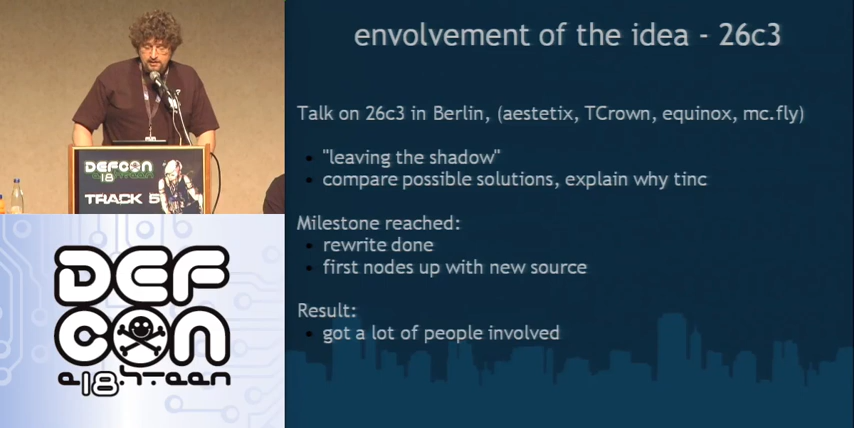 envolvement of the idea - 26c3
Talk on 26c3 in Berlin, (aestetix, TCrown, equinox, mc.fly)
"leaving the shadow"
compare possible solutions, explain why tinc
Milestone reached:
rewrite done
first nodes up with new source
Result:
got a lot of people involved
DEFCON
18
TRACK 5
DEF
CON
e18hteen